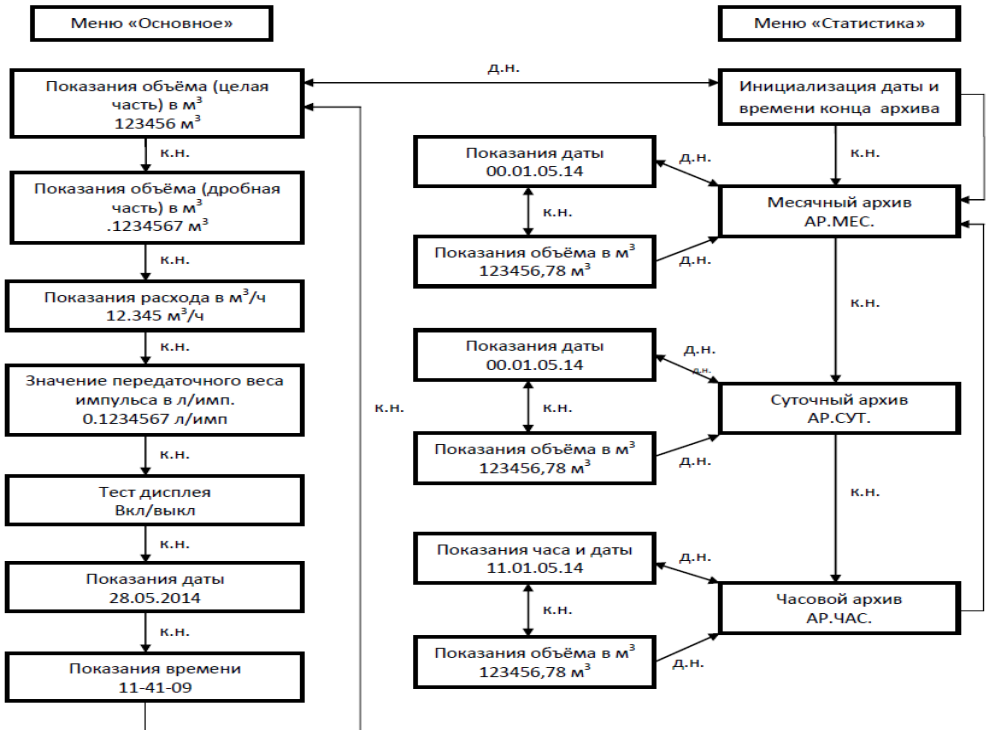 Меню «Основное»
Показания объёма (целая
часть) в м³
123456 м³
к.н.
Показания объёма (дробная
часть) в м³
.1234567 м³
к.н.
Показания расхода в м³/ч
12.345 м³/ч
к.н.
Значение передаточного веса
импульса в л/имп.
0.1234567 л/имп
к.н.
Тест дисплея
Вкл/выкл
к.н.
Показания даты
28.05.2014
к.н.
Показания времени
11-41-09
к.н.
д.н.
Меню «Статистика»
Инициализация даты и
времени конца архива
к.н.
Показания даты
00.01.05.14
д.н.
к.н.
Месячный архив
АР.МЕС.
Показания объёма в м³
123456,78 м³
д.н.
к.н.
Показания даты
00.01.05.14
д.н.
д.н.
к.н.
Суточный архив
АР.СУТ.
Показания объёма в м³
123456,78 м³
д.н.
к.н.
Показания часа и даты
11.01.05.14
д.н.
к.н.
Часовой архив
АР.ЧАС.
Показания объёма в м³
123456,78 м³
д.н.